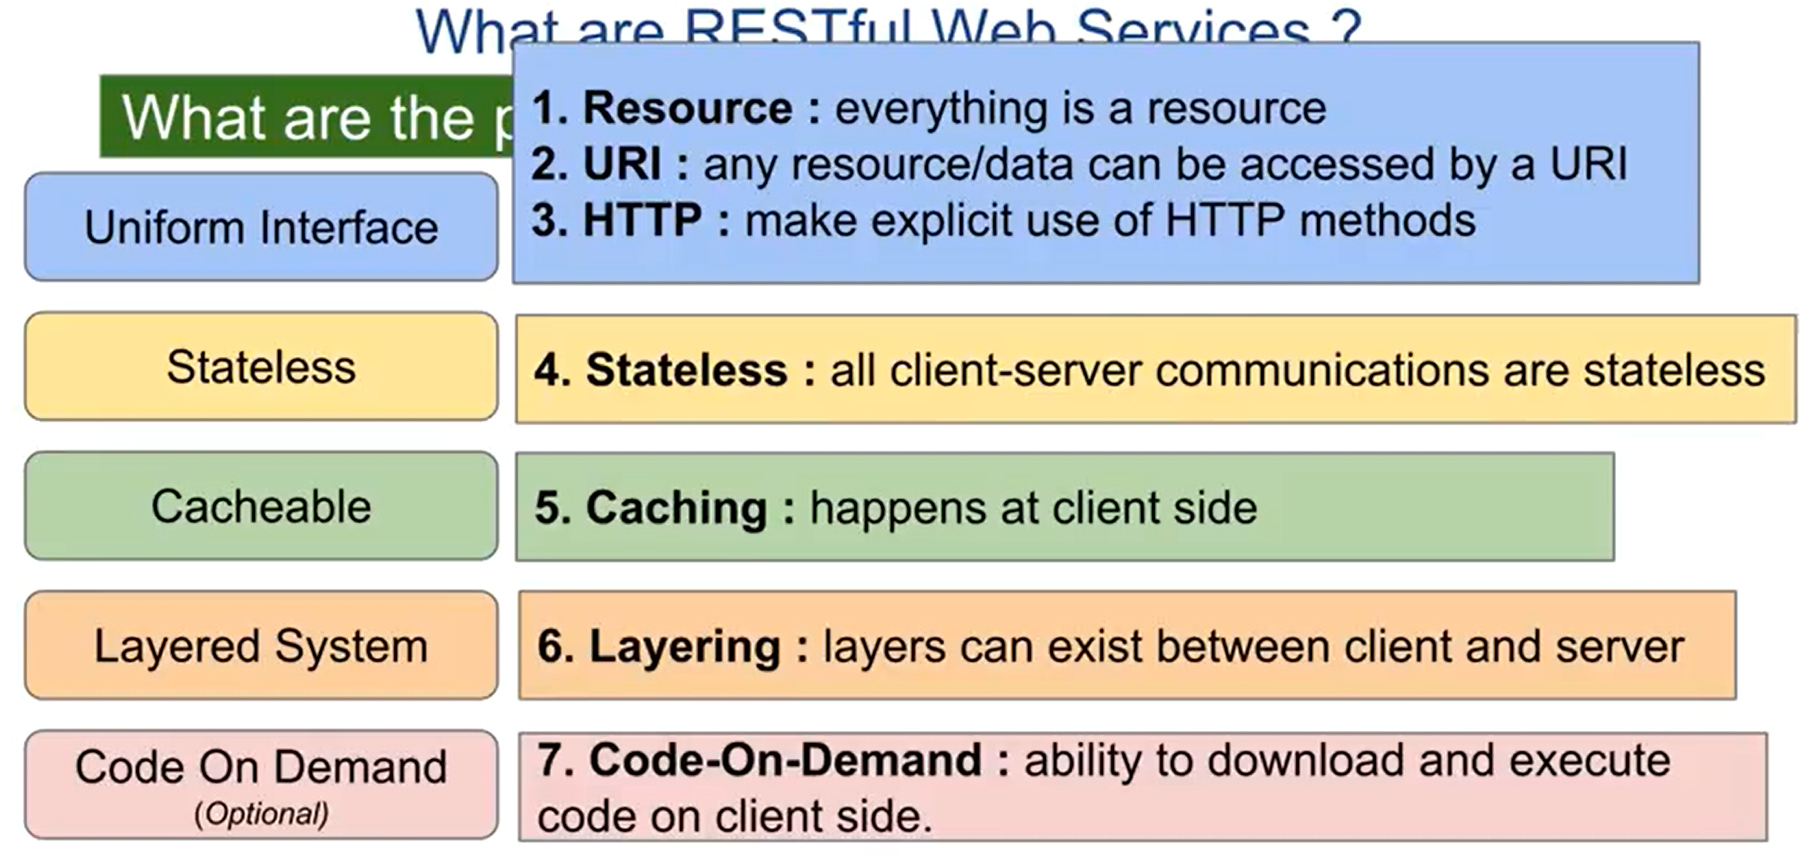 What are RESTful Web Services ?
What are the
1. Resource : everything is a resource
2. URI : any resource/data can be accessed by a URI
3. HTTP : make explicit use of HTTP methods
Uniform Interface
Stateless
4. Stateless : all client-server communications are stateless
Cacheable
5. Caching : happens at client side
Layered System
6. Layering : layers can exist between client and server
Code On Demand
(Optional)
7. Code-On-Demand : ability to download and execute
code on client side.